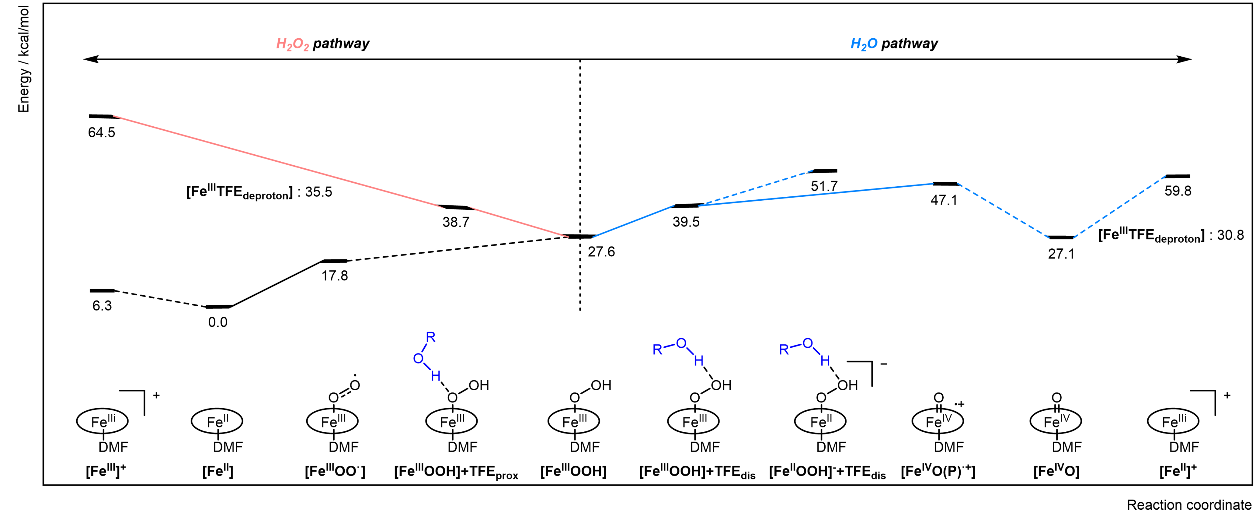 Energy / kcal/mol
H2O2 pathway
H2O pathway
64.5
[FeIIITFEdeproton] : 35.5
38.7
6.3
0.0
17.8
27.6
39.5
51.7
47.1
27.1
59.8
[FeIIITFEdeproton] : 30.8
R
O
H
R O
H
R O
H
O
O
O OH
O OH
O OH
O OH
O
O
+
−
•+
+
FeIIi
FeII
FeIII
FeIII
FeIII
FeIII
FeII
FeIV
FeIV
FeIIi
DMF
DMF
DMF
DMF
DMF
DMF
DMF
DMF
DMF
DMF
[FeIII]+
[FeII]
[FeIIIOO·]
[FeIIIOOH]+TFEprox
[FeIIIOOH]
[FeIIIOOH]+TFEdis
[FeIIOOH]-+TFEdis
[FeIVO(P)·+]
[FeIVO]
[FeII]+
Reaction coordinate